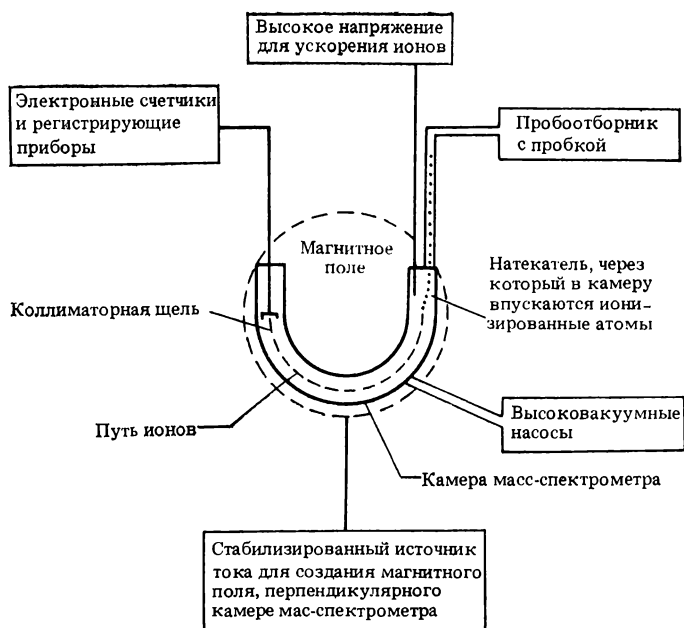 Высокое напряжение
для ускорения ионов
Электронные счетчики
и регистрирующие
приборы
Пробоотборник
с пробкой
Магнитное
поле
Натекатель, через
который в камеру
впускаются иони-
зированные атомы
Коллиматорная щель
Путь ионов
Высоковакуумные
насосы
Камера масс-спектрометра
Стабилизированный источник
тока для создания магнитного
поля, перпендикулярного
камере мас-спектрометра